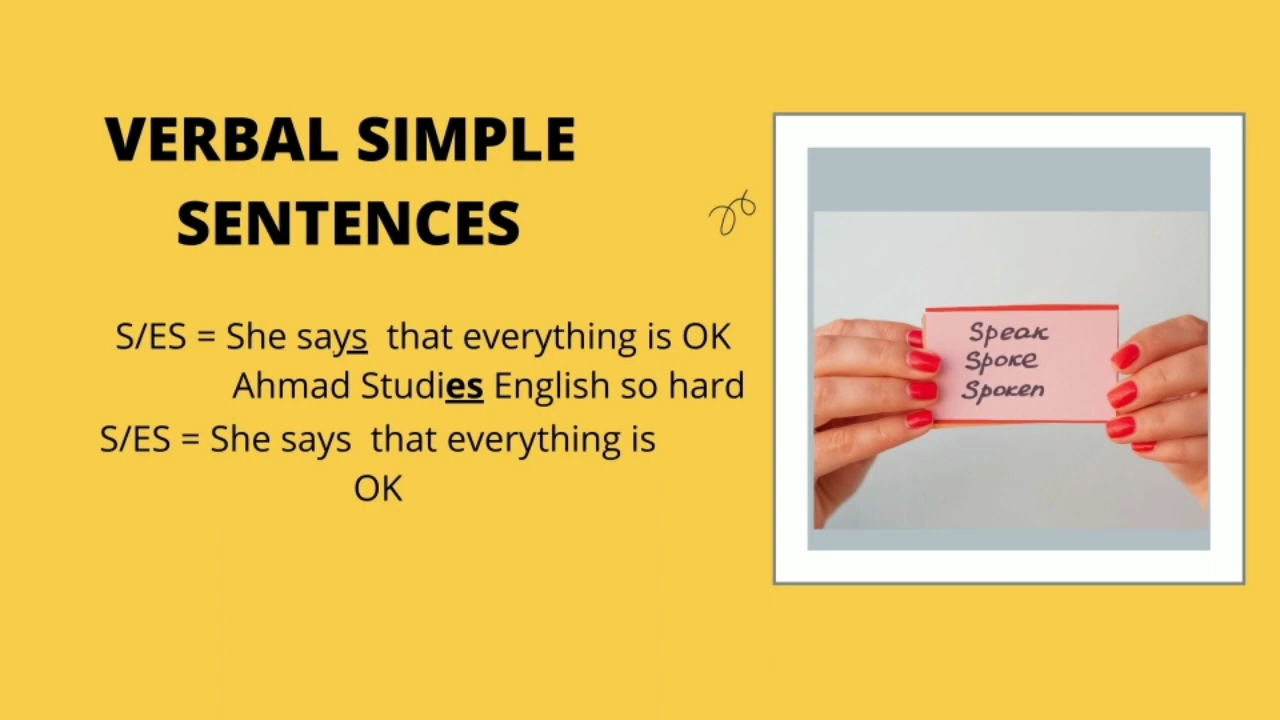 VERBAL SIMPLE
SENTENCES
S/ES = She says  that everything is OK
Ahmad Studies English so hard
S/ES = She says  that everything is
OK
Speak
Spoke
Spoken